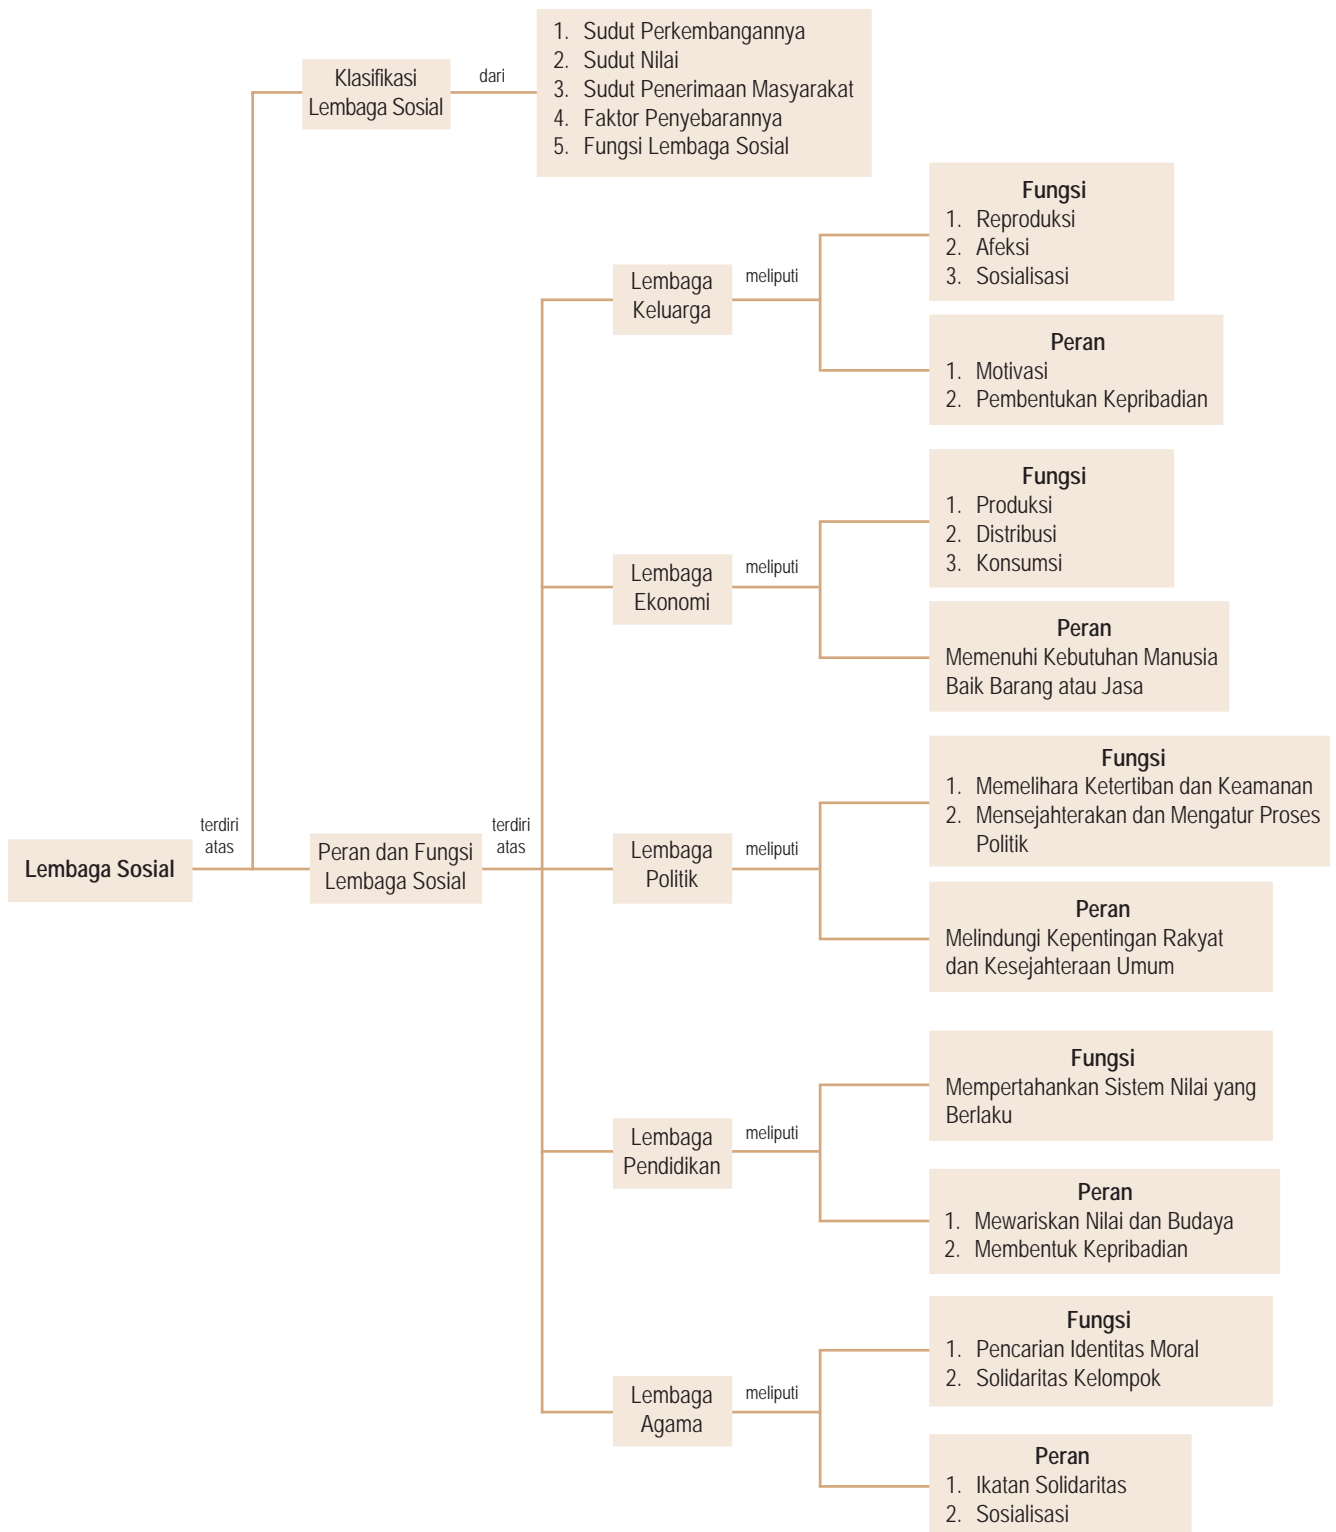 1. Sudut Perkembangannya
2. Sudut Nilai
3. Sudut Penerimaan Masyarakat
4. Faktor Penyebarannya
5. Fungsi Lembaga Sosial
Klasifikasi
Lembaga Sosial
dari
Fungsi
1. Reproduksi
2. Afeksi
3. Sosialisasi
Lembaga
Keluarga
meliputi
Peran
1. Motivasi
2. Pembentukan Kepribadian
Fungsi
1. Produksi
2. Distribusi
3. Konsumsi
Lembaga
Ekonomi
meliputi
Peran
Memenuhi Kebutuhan Manusia
Baik Barang atau Jasa
Fungsi
1. Memelihara Ketertiban dan Keamanan
2. Mensejahterakan dan Mengatur Proses
Politik
Lembaga Sosial
terdiri
atas
Peran dan Fungsi
Lembaga Sosial
terdiri
atas
Lembaga
Politik
meliputi
Peran
Melindungi Kepentingan Rakyat
dan Kesejahteraan Umum
Fungsi
Mempertahankan Sistem Nilai yang
Berlaku
Lembaga
Pendidikan
meliputi
Peran
1. Mewariskan Nilai dan Budaya
2. Membentuk Kepribadian
Fungsi
1. Pencarian Identitas Moral
2. Solidaritas Kelompok
Lembaga
Agama
meliputi
Peran
1. Ikatan Solidaritas
2. Sosialisasi